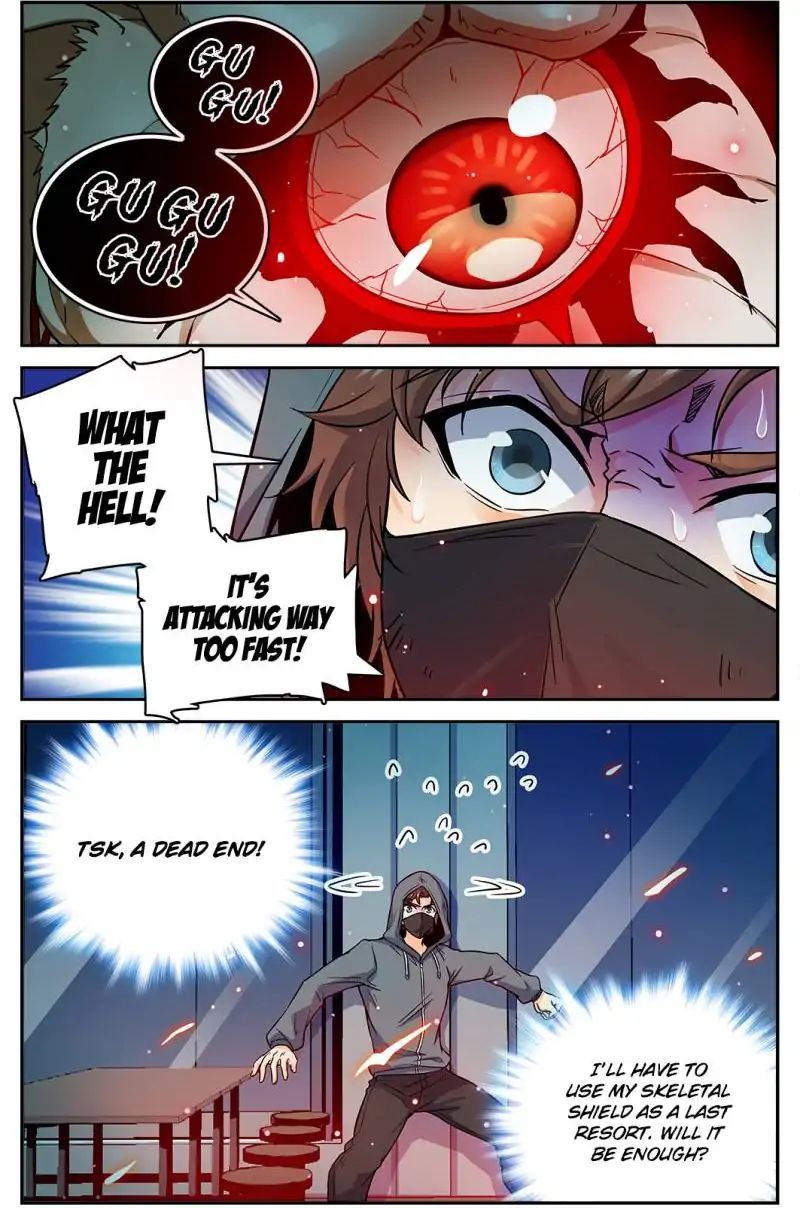 GU
GU!
GU GU
GU!
WHAT
THE
HELL!
IT'S
ATTACKING WAY
TOO FAST!
TSK, A DEAD END!
I'LL HAVE TO
USE MY SKELETAL
SHIELD AS A LAST
RESORT. WILL IT
BE ENOUGH?